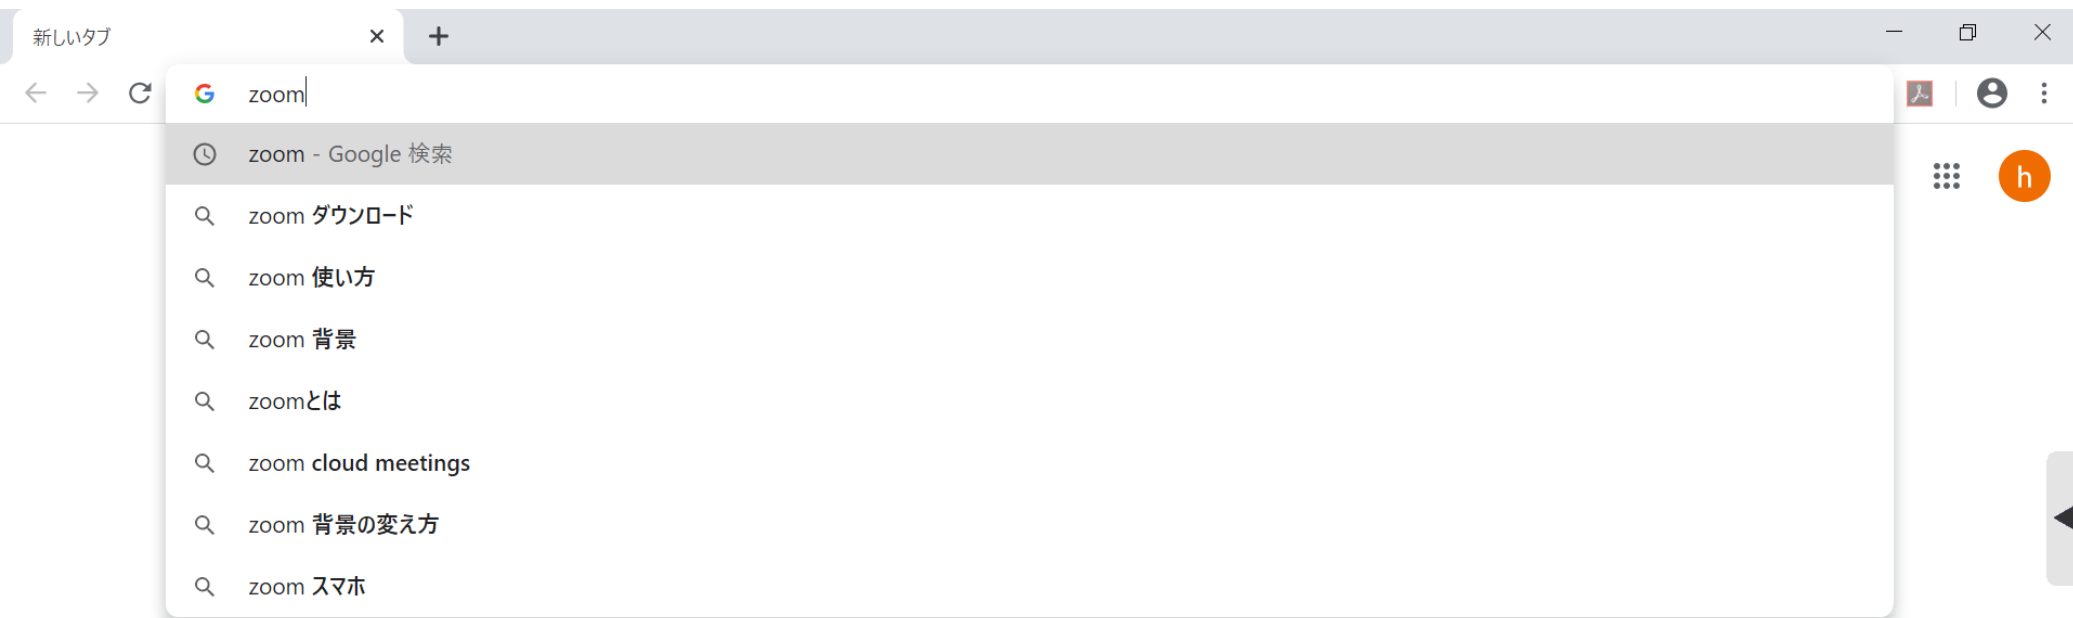 新しいタブ
zoom
zoom - Google 検索
zoom ダウンロード
zoom 使い方
zoom 背景
zoomとは
zoom cloud meetings
zoom 背景の変え方
zoom スマホ
h